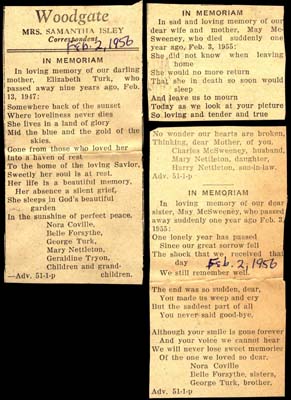 Woodgate
MRS. SAMANTHA ISLEY
Correspondent
Feb. 2, 1956
IN MEMORIAM
In loving memory of our darling
mother, Elizabeth Turk, who
passed away nine years ago, Feb.
13, 1947:
Somewhere back of the sunset
Where loveliness never dies
She lives in a land of glory
Mid the blue and the gold of the
skies.
Gone from those who loved her
Into a haven of rest
To the home of the loving Savior,
Sweetly her soul is at rest.
Her life is a beautiful memory.
Her absence a silent grief,
She sleeps in God's beautiful
garden
In the sunshine of perfect peace.
Nora Coville,
Belle Forsythe,
George Turk,
Mary Nettleton,
Geraldine Tryon,
Children and grand-
—Adv. 51-1-p children.
IN MEMORIAM
In sad and loving memory of our
dear wife and mother, May Mc-
Sweeney, who died suddenly one
year ago, Feb. 3, 1955:
She did not know when leaving
home
She would no more return
That she in death so soon would
sleep
And leave us to mourn
Today as we look at your picture
So loving and tender and true
No wonder our hearts are broken,
Thinking, dear Mother, of you.
Charles McSweeney, husband,
Mary Nettleton, daughter,
Harry Nettleton, son-in-law.
Adv. 51-1-p
IN MEMORIAM
In loving memory of our dear
sister, May McSweeney, who passed
away suddenly one year ago Feb. 3,
1955:
One lonely year has passed
Since our great sorrow fell
The shock that we received that
day
Feb. 2, 1956
We still remember well.
The end was so sudden, dear,
You made us weep and cry
But the saddest part of all
You never said good-bye.
Although your smile is gone forever
And your voice we cannot hear
We will never lose sweet memories
Of the one we loved so dear.
Nora Coville
Belle Forsythe, sisters,
George Turk, brother.
Adv. 51-1-p